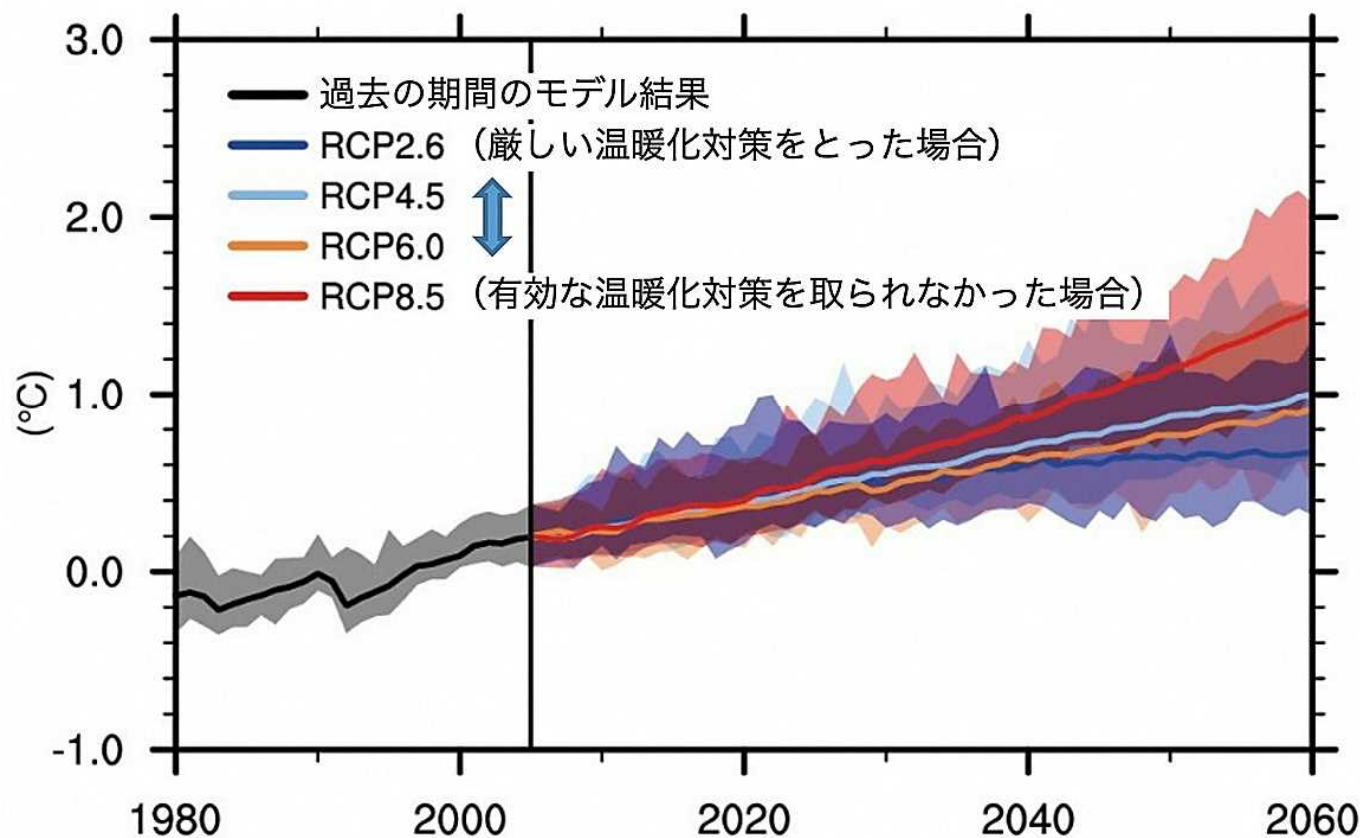 3.0
2.0
1.0
0.0
-1.0
(°C)
過去の期間のモデル結果
RCP2.6 （厳しい温暖化対策をとった場合）
RCP4.5
RCP6.0
RCP8.5 （有効な温暖化対策を取られなかった場合）
1980 2000 2020 2040 2060